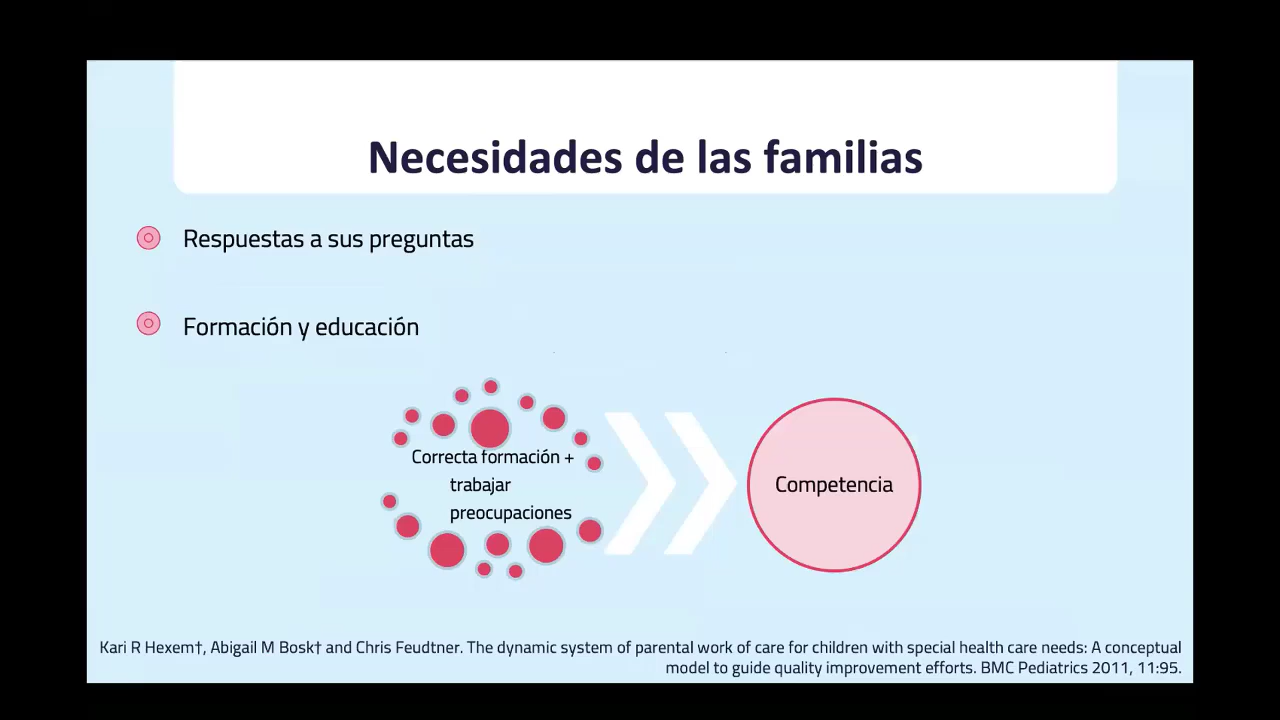 Necesidades de las familias
Respuestas a sus preguntas
Formación y educación
Correcta formación +
trabajar
preocupaciones
Competencia
Kari R Hexem†, Abigail M Bosk† and Chris Feudtner. The dynamic system of parental work of care for children with special health care needs: A conceptual
model to guide quality improvement efforts. BMC Pediatrics 2011, 11:95.